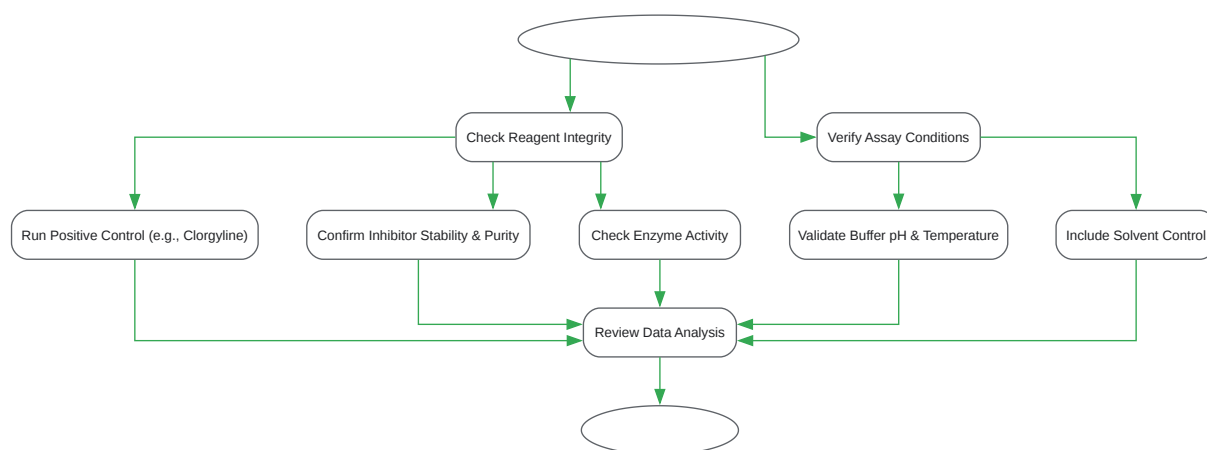 Check Reagent Integrity
Verify Assay Conditions
Run Positive Control (e.g., Clorgyline)
Confirm Inhibitor Stability & Purity
Check Enzyme Activity
Validate Buffer pH & Temperature
Include Solvent Control
Review Data Analysis